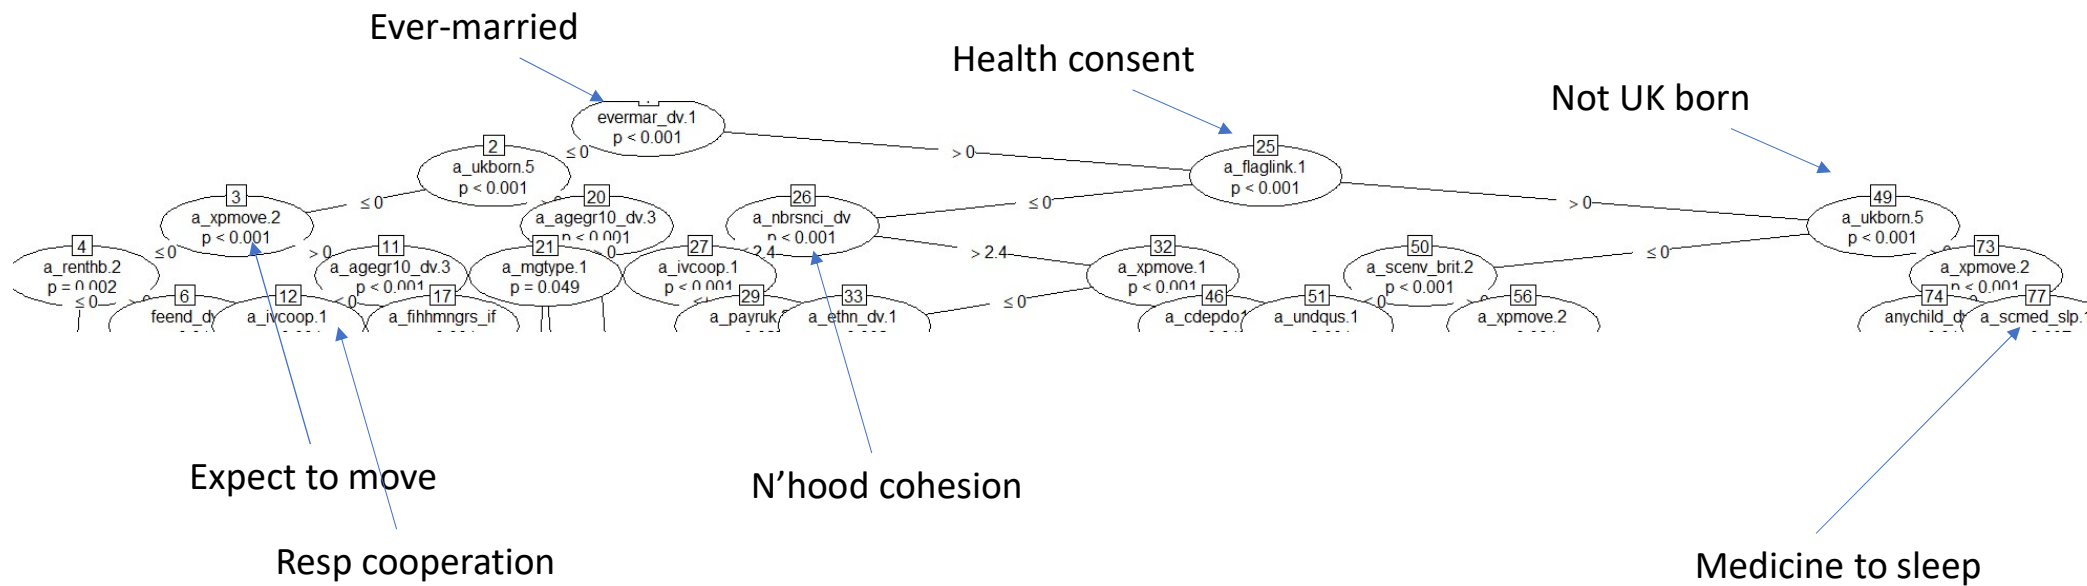 Ever-married
Health consent
Not UK born
evermar_dv.1
p < 0.001
≤ 0
> 0
2
a_ukborn.5
p < 0.001
25
a_flaglink.1
p < 0.001
≤ 0
≤ 0
> 0
3
a_xpmove.2
p < 0.001
20
a_agegr10_dv.3
p < 0.001
26
a_nbrsnci_dv
p < 0.001
49
a_ukborn.5
p < 0.001
≤ 0
> 0
> 2.4
≤ 0
4
a_renthb.2
p = 0.002
11
a_agegr10_dv.3
p < 0.001
21
a_mgtype.1
p = 0.049
27
a_ivcoop.1
p < 0.001
32
a_xpmove.1
p < 0.001
50
a_scenv_brit.2
p < 0.001
73
a_xpmove.2
p < 0.001
≤ 0
≤ 0
6
12
a_ivcoop.1
17
a_fihhmngrs_if
29
a_payruk
33
a_ethn_dv.1
46
a_cdepdo1
51
a_undqus.1
56
a_xpmove.2
74
77
a_scmed_slp.1
Expect to move
N’hood cohesion
Resp cooperation
Medicine to sleep